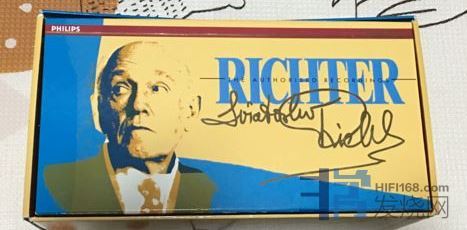 PHILIPS
RICHTER
THE AUTHORISED RECORDINGS
Sviatoslav Richter
HIFI168.com
发烧网